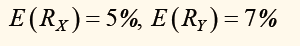 E(R_X) = 5%, E(R_Y) = 7%